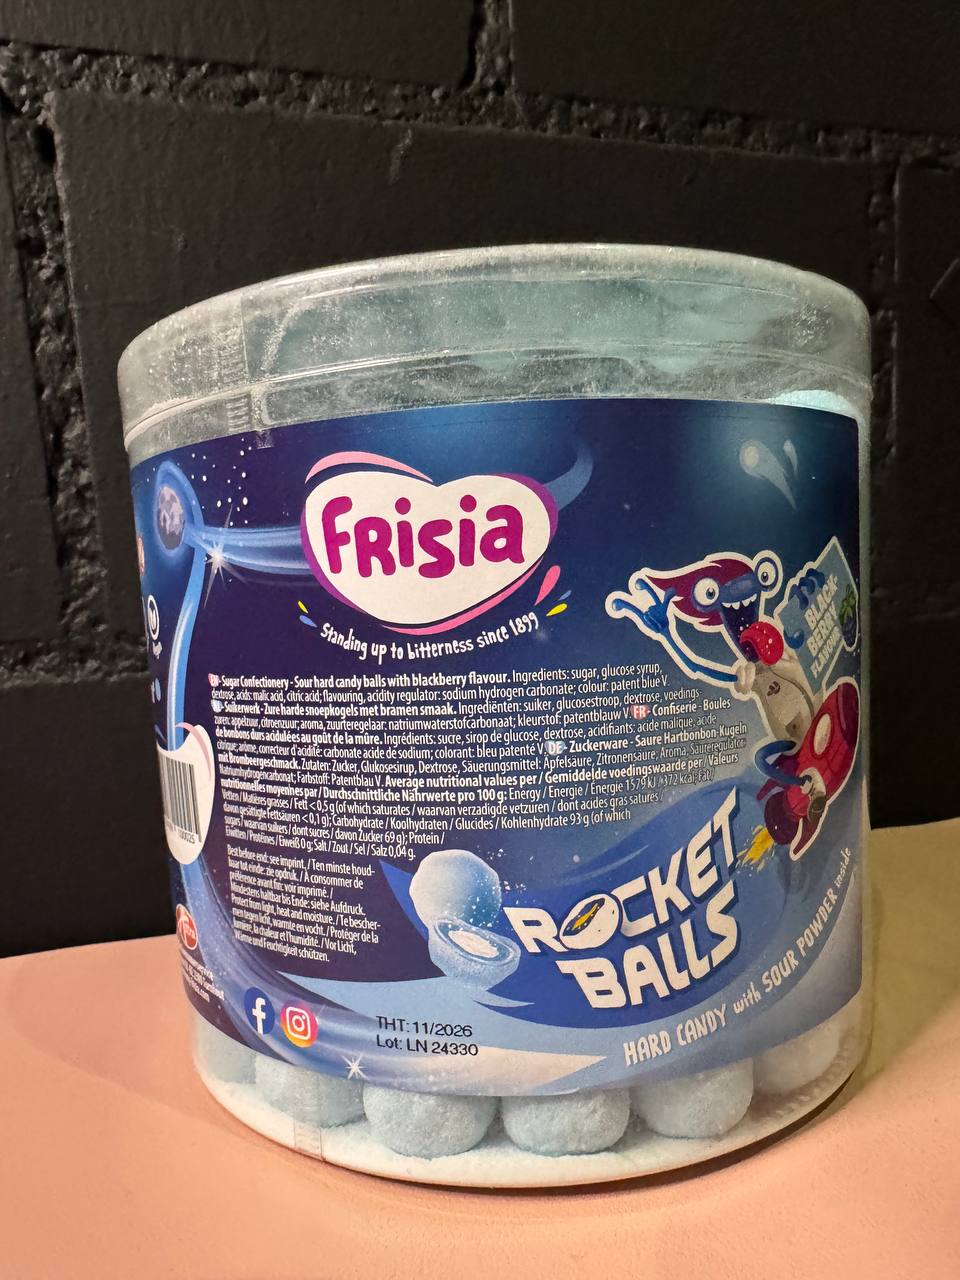 FRisia
Standing up to bitterness since 1899
BLACK-
BERRY
FLAVOUR
EN - Sugar Confectionery - Sour hard candy balls with blackberry flavour. Ingredients: sugar, glucose syrup,
dextrose, acids: malic acid, citric acid; flavouring, acidity regulator: sodium hydrogen carbonate; colour: patent blue V.
- Suikerwerk - Zure harde snoepkogels met bramen smaak. Ingrediënten: suiker, glucosestroop, dextrose, voedings-
zuren: appelzuur, citroenzuur; aroma, zuurteregelaar: natriumwaterstofcarbonaat; kleurstof: patentblauw V. FR - Confiserie - Boules
de bonbons durs acidulées au goût de la mûre. Ingrédients: sucre, sirop de glucose, dextrose, acidifiants: acide malique, acide
citrique; arôme, correcteur d'acidité: carbonate acide de sodium; colorant: bleu patenté V. DE - Zuckerware - Saure Hartbonbon-Kugeln
mit Brombeergeschmack. Zutaten: Zucker, Glukosesirup, Dextrose, Säuerungsmittel: Äpfelsäure, Zitronensäure, Aroma, Säureregulator:
Natriumhydrogencarbonat; Farbstoff: Patentblau V. Average nutritional values per / Gemiddelde voedingswaarde per / Valeurs
nutritionnelles moyennes par / Durchschnittliche Nährwerte pro 100 g: Energy / Energie / Énergie 1579 kJ / 372 kcal; Fat /
Vetten / Matières grasses / Fett < 0,5 g (of which saturates / waarvan verzadigde vetzuren / dont acides gras saturés /
davon gesättigte Fettsäuren < 0,1 g); Carbohydrate / Koolhydraten / Glucides / Kohlenhydrate 93 g (of which
sugars / waarvan suikers / dont sucres / davon Zucker 69 g); Protein /
Eiwitten / Protéines / Eiweiß 0 g; Salt / Zout / Sel / Salz 0,04 g.
Best before end: see imprint. / Ten minste houd-
baar tot einde: zie opdruk. / À consommer de
préférence avant fin: voir imprimé. /
Mindestens haltbar bis Ende: siehe Aufdruck.
Protect from light, heat and moisture. / Te bescher-
men tegen licht, warmte en vocht. / Protéger de la
lumière, la chaleur et l'humidité. / Vor Licht,
Wärme und Feuchtigkeit schützen.
ROCKET
BALLS
HARD CANDY with SOUR POWDER inside
THT: 11/2026
Lot: LN 24330